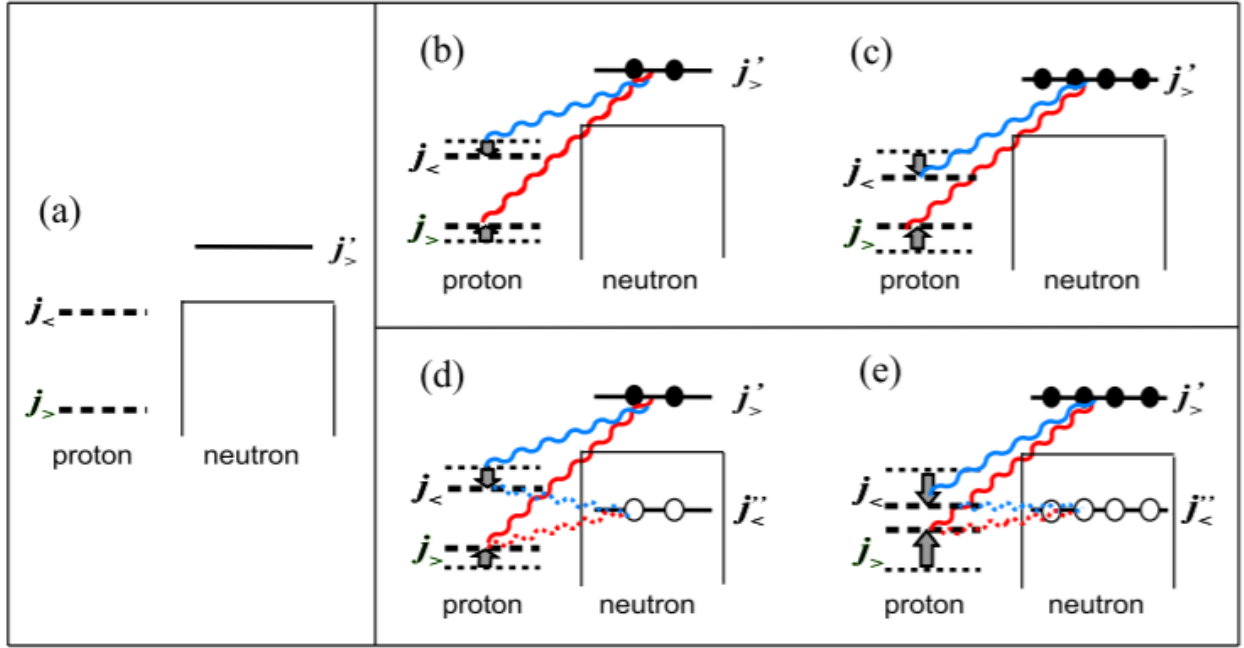 (a)
j'>
j<
j>
proton neutron
(b)
j'>
j<
j>
proton neutron
(c)
j'>
j<
j>
proton neutron
(d)
j'>
j<
j''<
j>
proton neutron
(e)
j'>
j<
j''<
j>
proton neutron